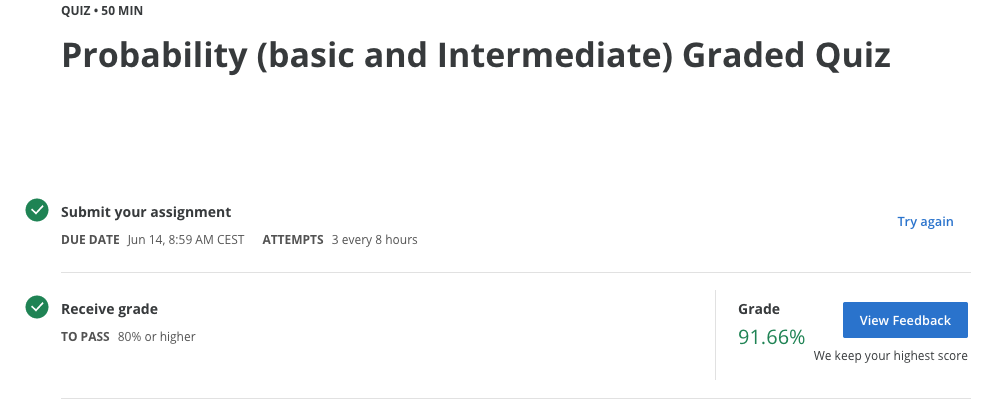 QUIZ • 50 MIN
Probability (basic and Intermediate) Graded Quiz
Submit your assignment
DUE DATE Jun 14, 8:59 AM CEST ATTEMPTS 3 every 8 hours
Try again
Receive grade
TO PASS 80% or higher
Grade
91.66%
View Feedback
We keep your highest score